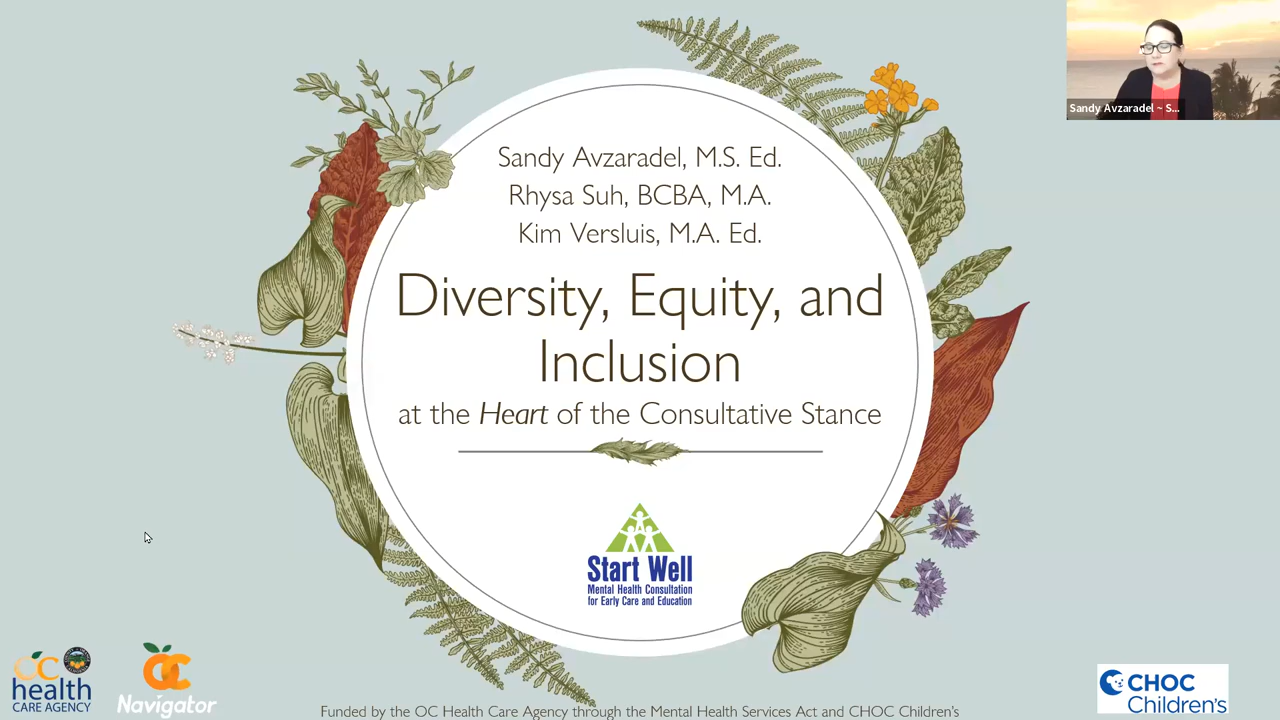 Sandy Avzaradel ~ S...
Sandy Avzaradel, M.S. Ed.
Rhysa Suh, BCBA, M.A.
Kim Versluis, M.A. Ed.
Diversity, Equity, and
Inclusion
at the Heart of the Consultative Stance
Start Well
Mental Health Consultation
for Early Care and Education
OC
health
CARE AGENCY
OC
Navigator
CHOC
Children's
Funded by the OC Health Care Agency through the Mental Health Services Act and CHOC Children's